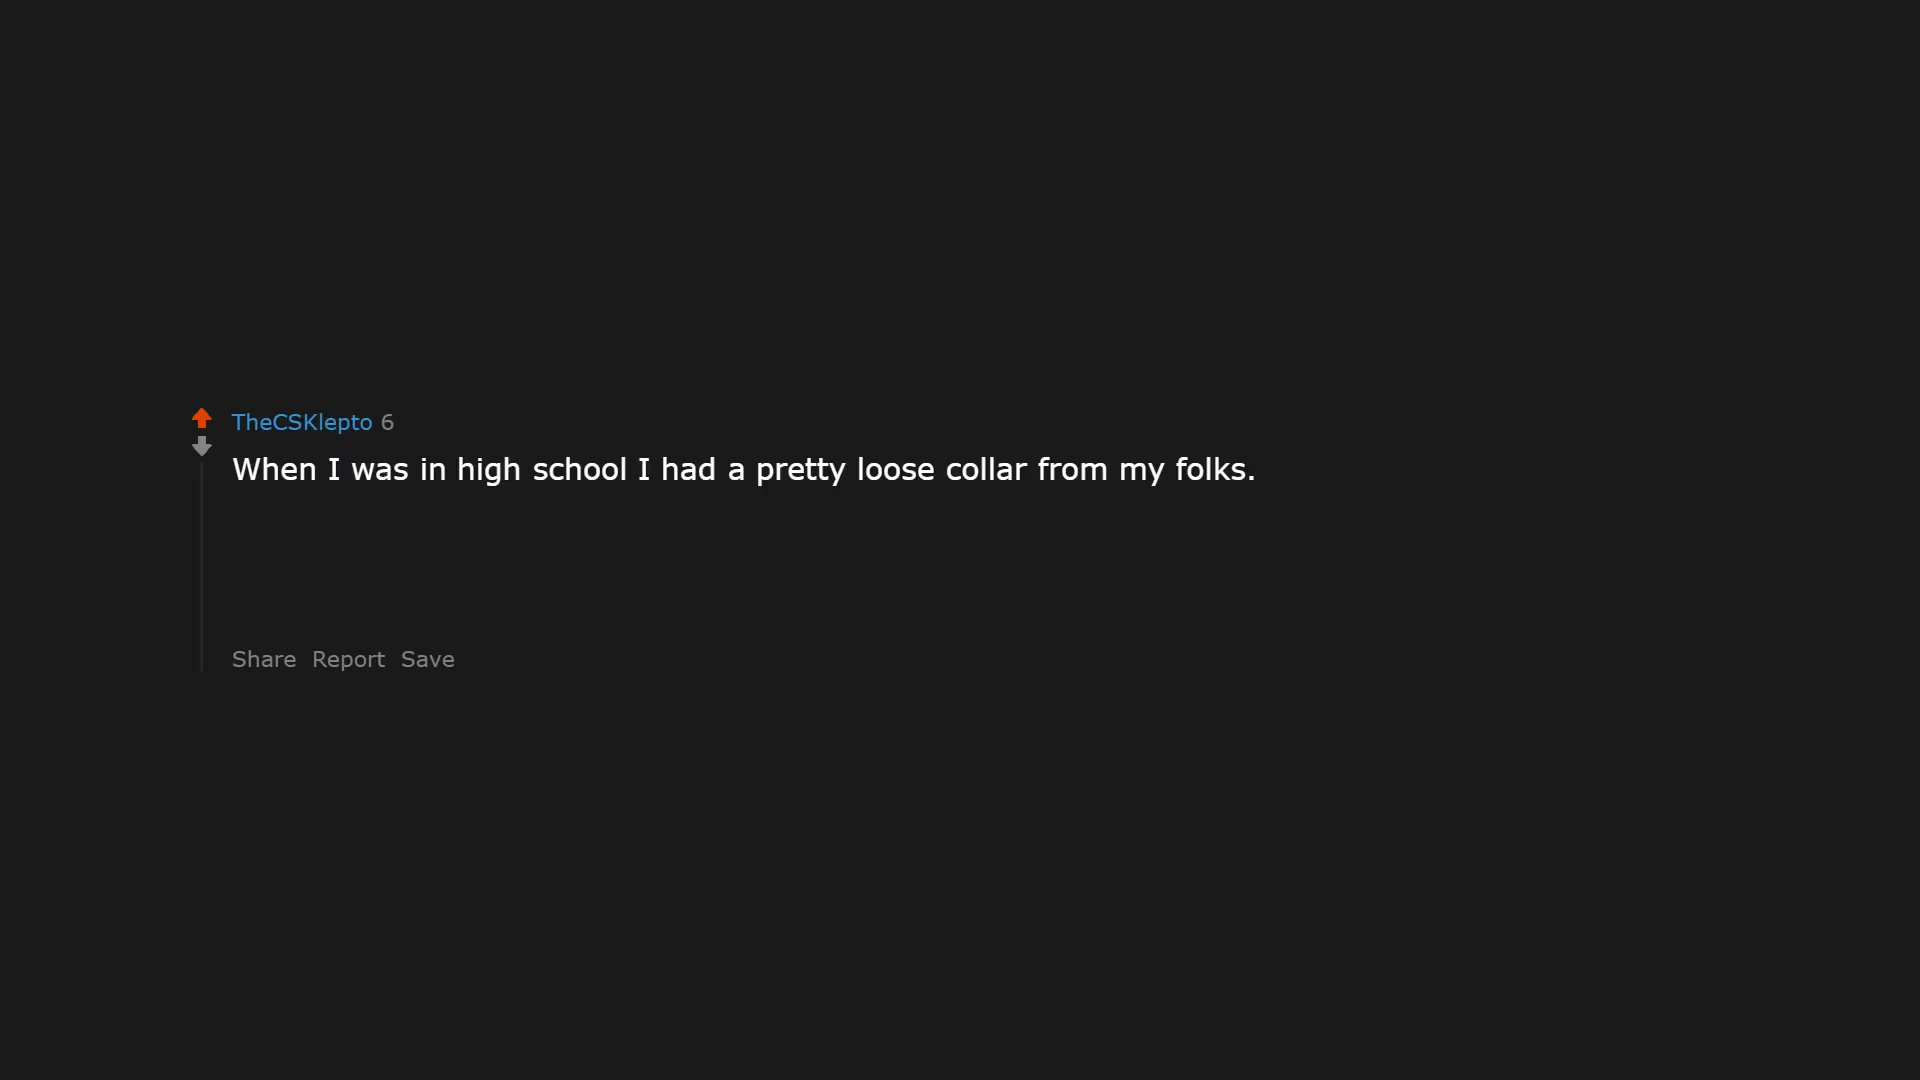 TheCSKlepto 6
When I was in high school I had a pretty loose collar from my folks.
Share Report Save